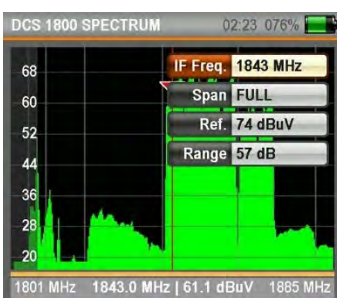 DCS 1800 SPECTRUM 02:23 076%
IF Freq. 1843 MHz
Span FULL
Ref. 74 dBuV
Range 57 dB
68
60
52
44
36
28
20
1801 MHz 1843.0 MHz | 61.1 dBuV 1885 MHz